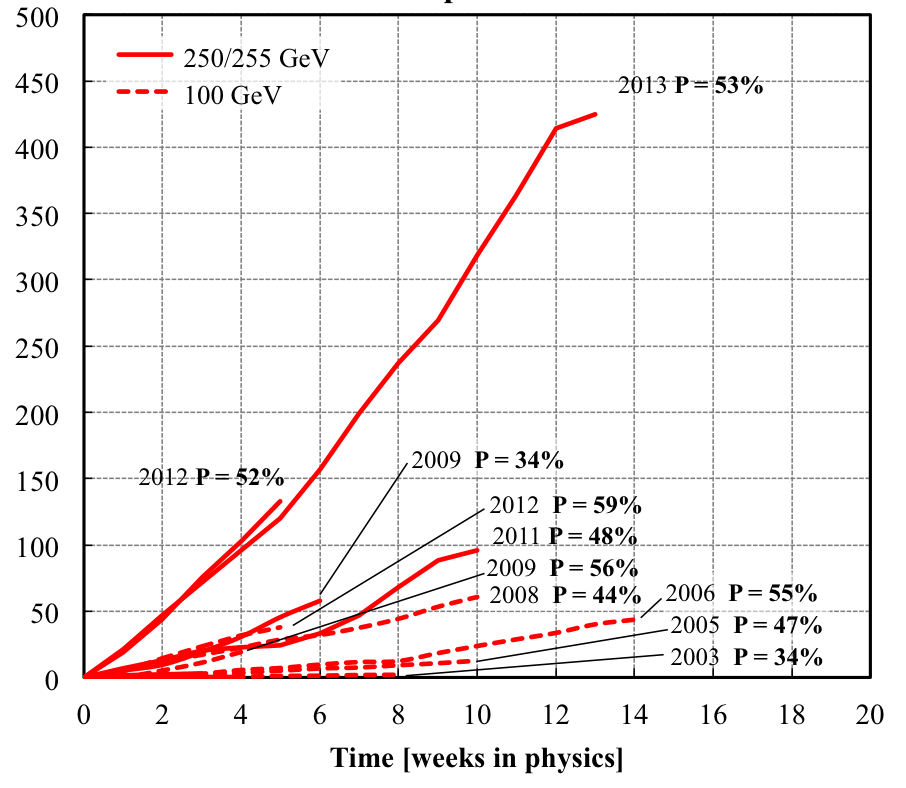 500
450
400
350
300
250
200
150
100
50
0
250/255 GeV
100 GeV
2013 P = 53%
2012 P = 52%
2009 P = 34%
2012 P = 59%
2011 P = 48%
2009 P = 56%
2008 P = 44%
2006 P = 55%
2005 P = 47%
2003 P = 34%
0 2 4 6 8 10 12 14 16 18 20
Time [weeks in physics]